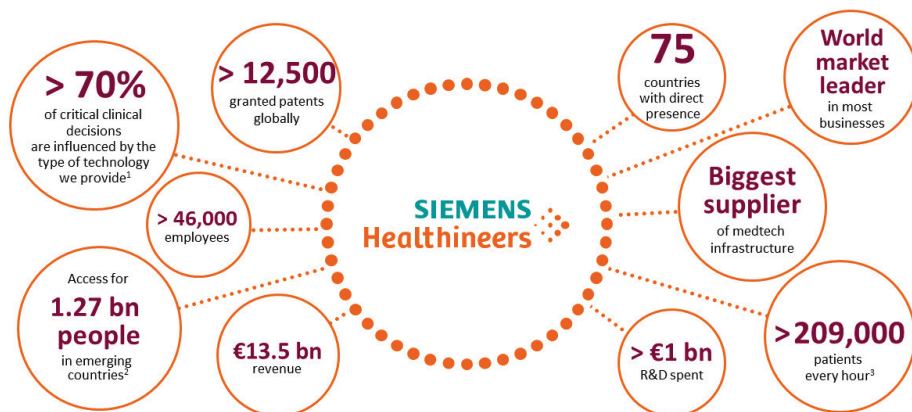 > 70%
of critical clinical
decisions
are influenced by the
type of technology
we provide¹
> 12,500
granted patents
globally
75
countries
with direct
presence
World
market
leader
in most
businesses
> 46,000
employees
SIEMENS
Healthineers
Biggest
supplier
of medtech
infrastructure
Access for
1.27 bn
people
in emerging
countries²
€13.5 bn
revenue
> €1 bn
R&D spent
>209,000
patients
every hour³